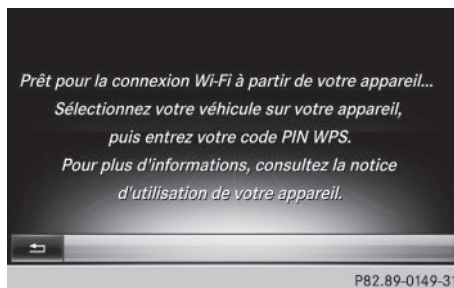 Prêt pour la connexion Wi-Fi à partir de votre appareil...
Sélectionnez votre véhicule sur votre appareil,
puis entrez votre code PIN WPS.
Pour plus d'informations, consultez la notice
d'utilisation de votre appareil.
P82.89-0149-31